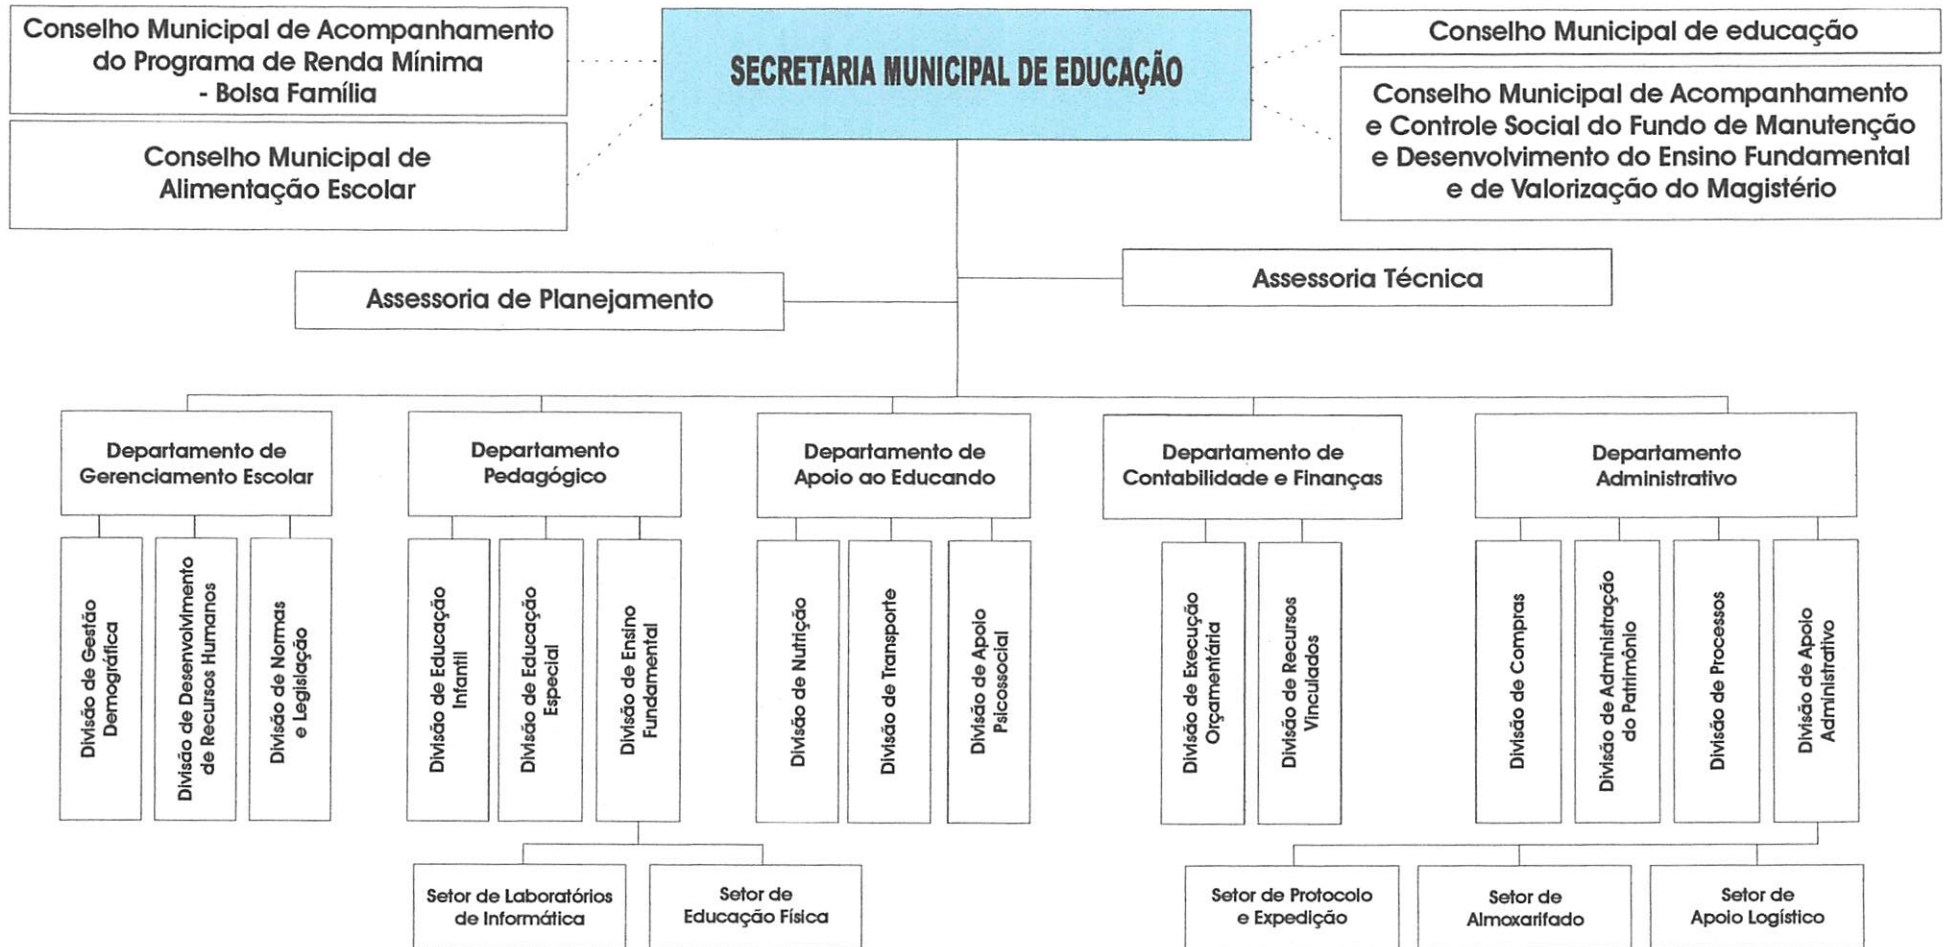 Conselho Municipal de Acompanhamento
do Programa de Renda Mínima
- Bolsa Família
SECRETARIA MUNICIPAL DE EDUCAÇÃO
Conselho Municipal de educação
Conselho Municipal de
Alimentação Escolar
Conselho Municipal de Acompanhamento
e Controle Social do Fundo de Manutenção
e Desenvolvimento do Ensino Fundamental
e de Valorização do Magistério
Assessoria de Planejamento
Assessoria Técnica
Departamento de
Gerenciamento Escolar
Departamento
Pedagógico
Departamento de
Apoio ao Educando
Departamento de
Contabilidade e Finanças
Departamento
Administrativo
Divisão de Gestão
Demográfica
Divisão de Desenvolvimento
de Recursos Humanos
Divisão de Normas
e Legislação
Divisão de Educação
Infantil
Divisão de Educação
Especial
Divisão de Ensino
Fundamental
Divisão de Nutrição
Divisão de Transporte
Divisão de Apoio
Psicossocial
Divisão de Execução
Orçamentária
Divisão de Recursos
Vinculados
Divisão de Compras
Divisão de Administração
do Patrimônio
Divisão de Processos
Divisão de Apoio
Administrativo
Setor de Laboratórios
de Informática
Setor de
Educação Física
Setor de Protocolo
e Expedição
Setor de
Almoxarifado
Setor de
Apoio Logístico